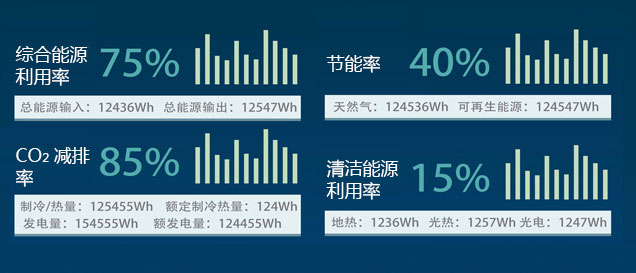 综合能源
利用率
75%
总能源输入：12436Wh 总能源输出：12547Wh
节能率
40%
天然气：124536Wh 可再生能源：124547Wh
CO₂ 减排
率
85%
制冷/热量：125455Wh 额定制冷热量：124Wh
发电量：154555Wh 额发电量：124455Wh
清洁能源
利用率
15%
地热：1236Wh 光热：1257Wh 光电：1247Wh